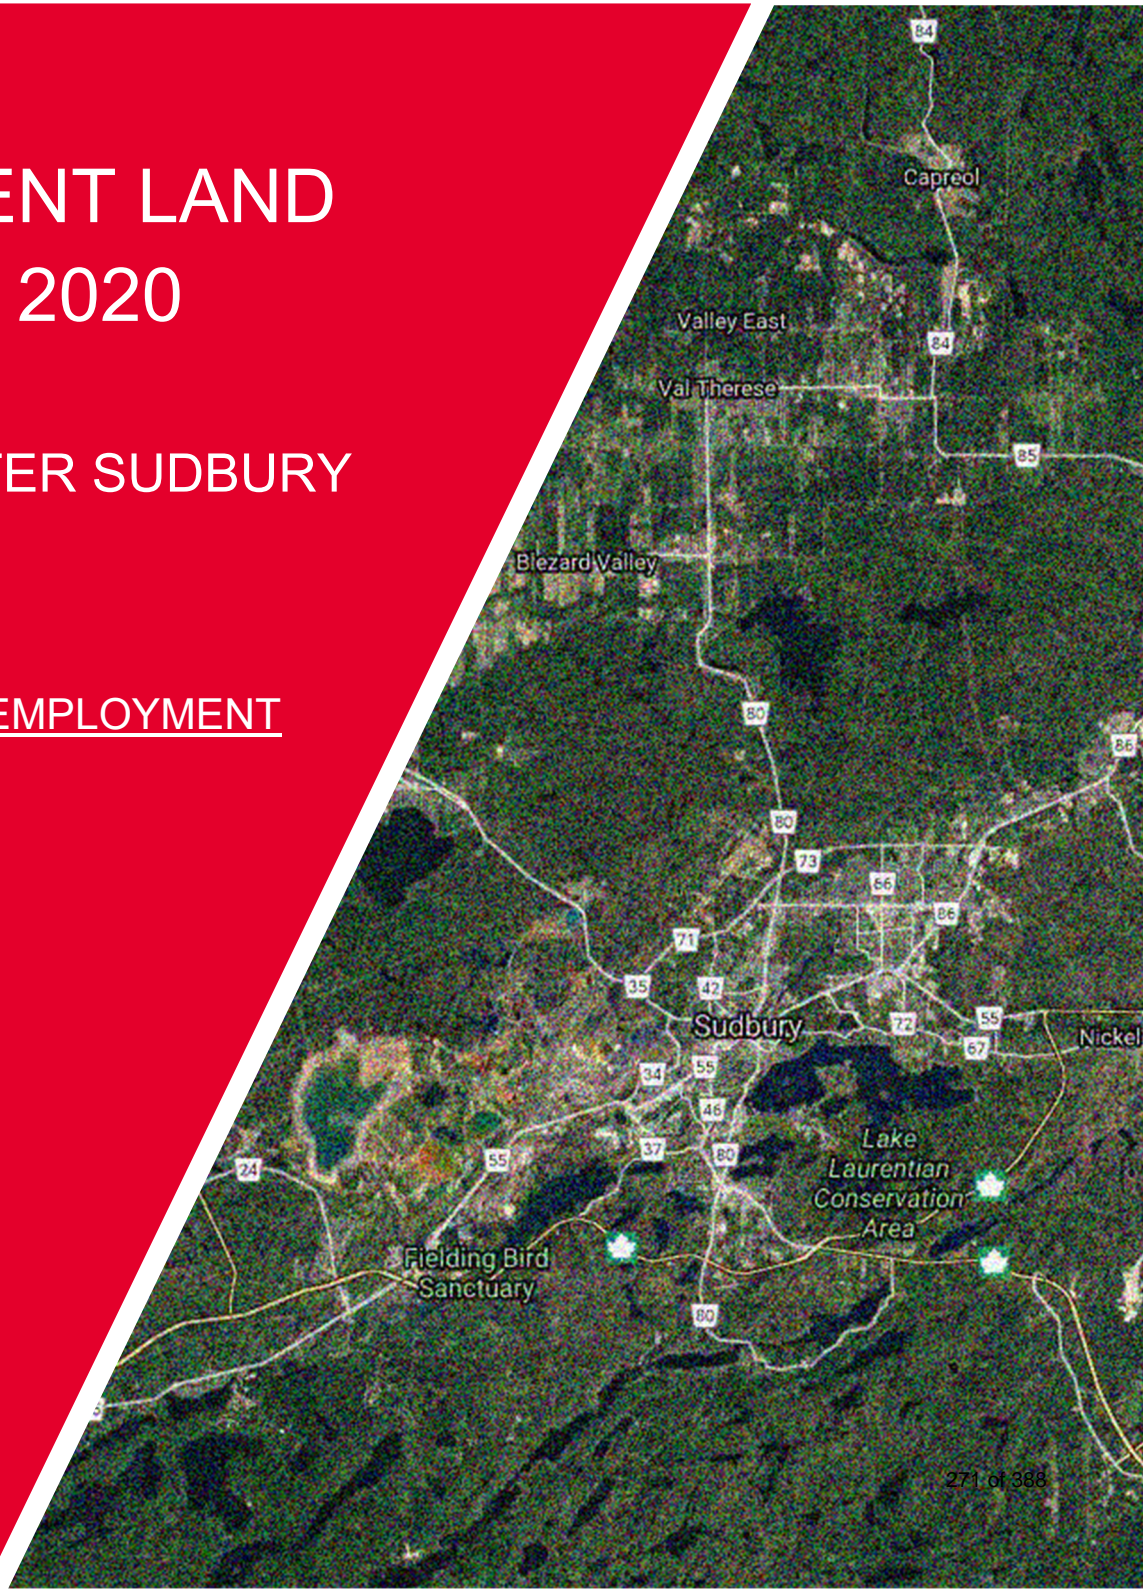 ENT LAND
2020
TER SUDBURY
EMPLOYMENT
84
Capreol
Valley East
84
Val Therese
85
Blezard Valley
80
86
80
73
66
86
71
35
42
Sudbury
72
55
67
Nickel
34
55
46
37
80
24
55
Lake
Laurentian
Conservation
Area
Fielding Bird
Sanctuary
80
271 of 388